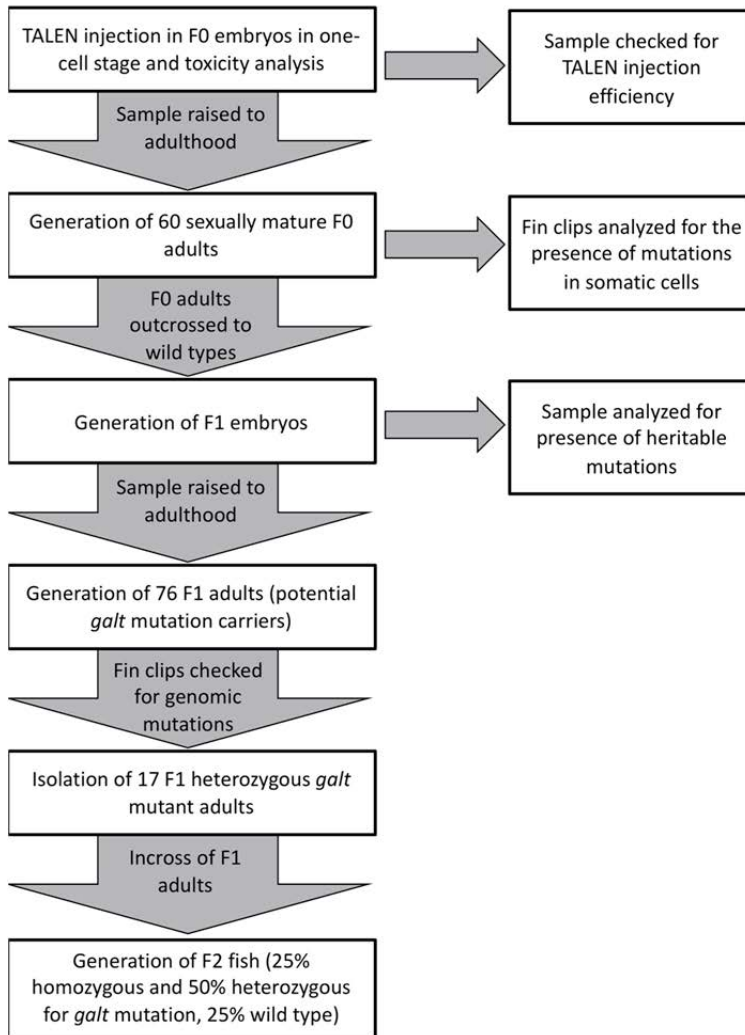 TALEN injection in F0 embryos in one-
cell stage and toxicity analysis
Sample checked for
TALEN injection
efficiency
Sample raised to
adulthood
Generation of 60 sexually mature F0
adults
Fin clips analyzed for the
presence of mutations
in somatic cells
F0 adults
outcrossed to
wild types
Generation of F1 embryos
Sample analyzed for
presence of heritable
mutations
Sample raised to
adulthood
Generation of 76 F1 adults (potential
galt mutation carriers)
Fin clips checked
for genomic
mutations
Isolation of 17 F1 heterozygous galt
mutant adults
Incross of F1
adults
Generation of F2 fish (25%
homozygous and 50% heterozygous
for galt mutation, 25% wild type)